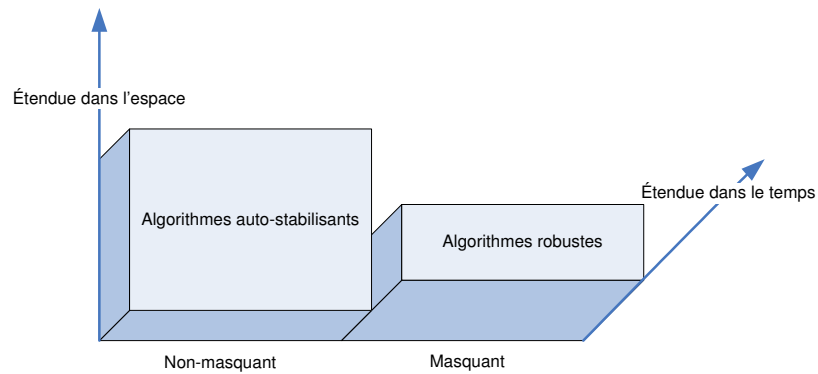 Étendue dans l'espace
Étendue dans le temps
Algorithmes auto-stabilisants
Algorithmes robustes
Non-masquant
Masquant